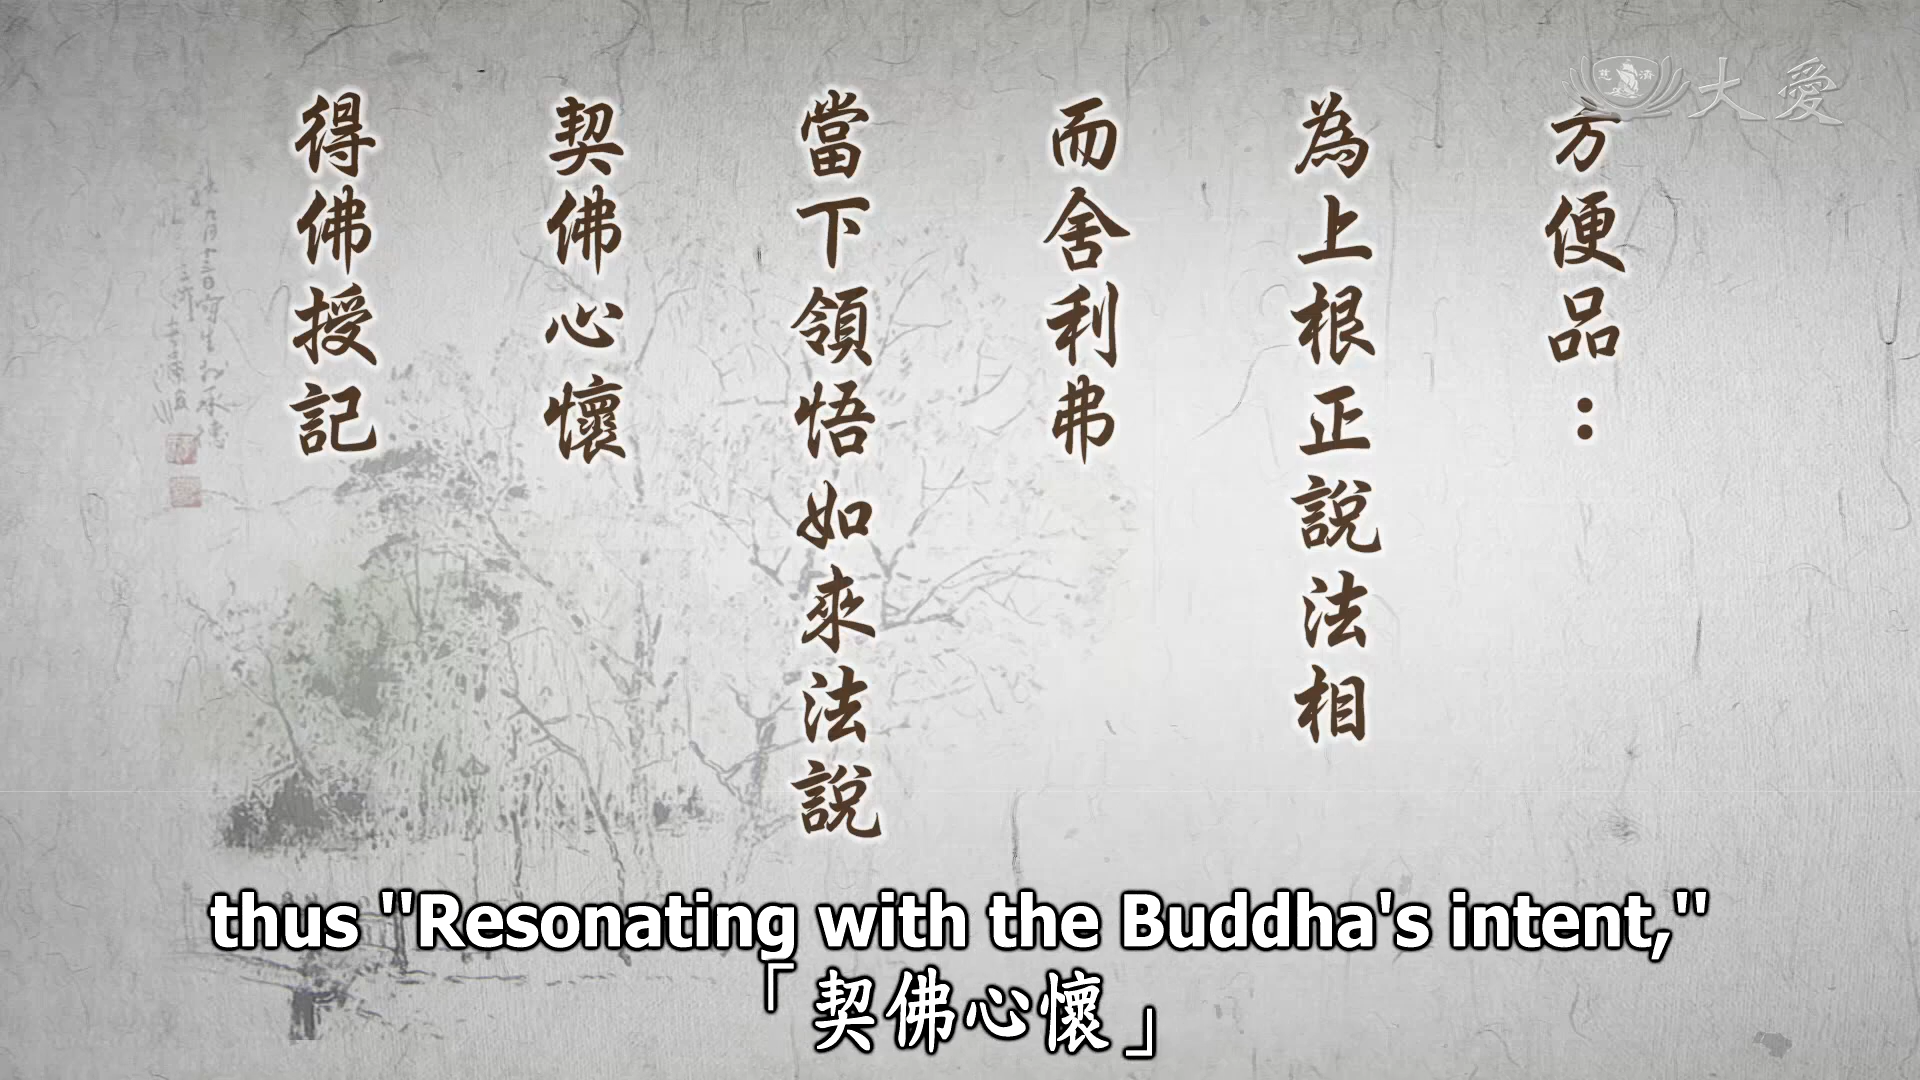 方便品：
為上根正說法相
而舍利弗
當下領悟如來法說
契佛心懷
得佛授記
大愛
慈濟
thus "Resonating with the Buddha's intent,"
「契佛心懷」